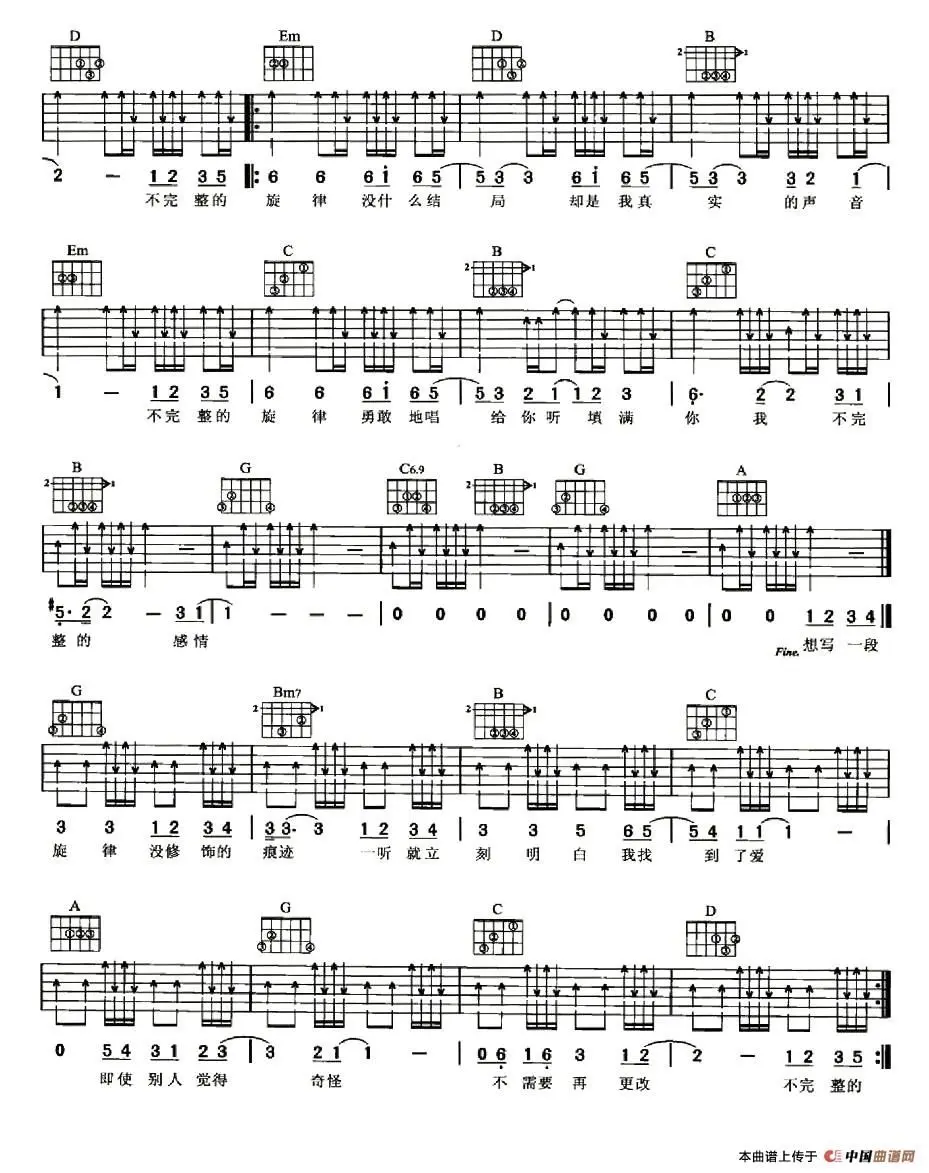 D Em D B
2 — 1 2 3 5 6 6 6 i 6 5 5 3 3 6 i 6 5 5 3 3 3 2 1
不完 整的 旋 律 没什 么结 局 却是 我真 实 的声 音
Em C B C
1 — 1 2 3 5 6 6 6 i 6 5 5 3 2 1 1 2 3 6· 2 2 3 1
不完 整的 旋 律 勇敢 地唱 给 你 听 填 满 你 我 不完
B G C6.9 B G A
#5· 2 2 — 3 1 1 — — — 0 0 0 0 0 0 0 0 0 0 1 2 3 4
整 的 感情 Fine. 想写 一段
G Bm7 B C
3 3 1 2 3 4 3 3· 3 1 2 3 4 3 3 5 6 5 5 4 1 1 1 —
旋 律 没修 饰的 痕迹 一听 就立 刻 明 白 我找 到 了爱
A G C D
0 5 4 3 1 2 3 3 2 1 1 — 0 6 1 6 3 1 2 2 — 1 2 3 5
即使 别人 觉得 奇怪 不 需要 再 更改 不完 整的
本曲谱上传于 中国曲谱网